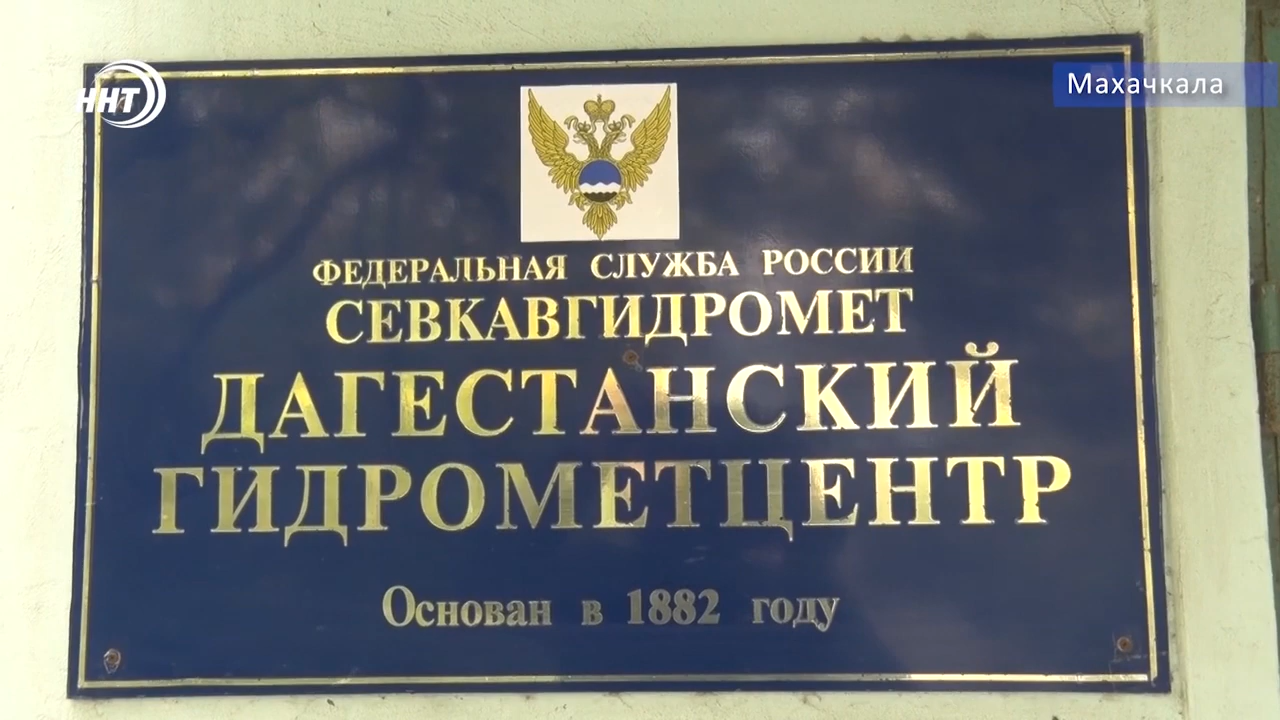 ННТ
Махачкала
ФЕДЕРАЛЬНАЯ СЛУЖБА РОССИИ
СЕВКАВГИДРОМЕТ
ДАГЕСТАНСКИЙ
ГИДРОМЕТЦЕНТР
Основан в 1882 году